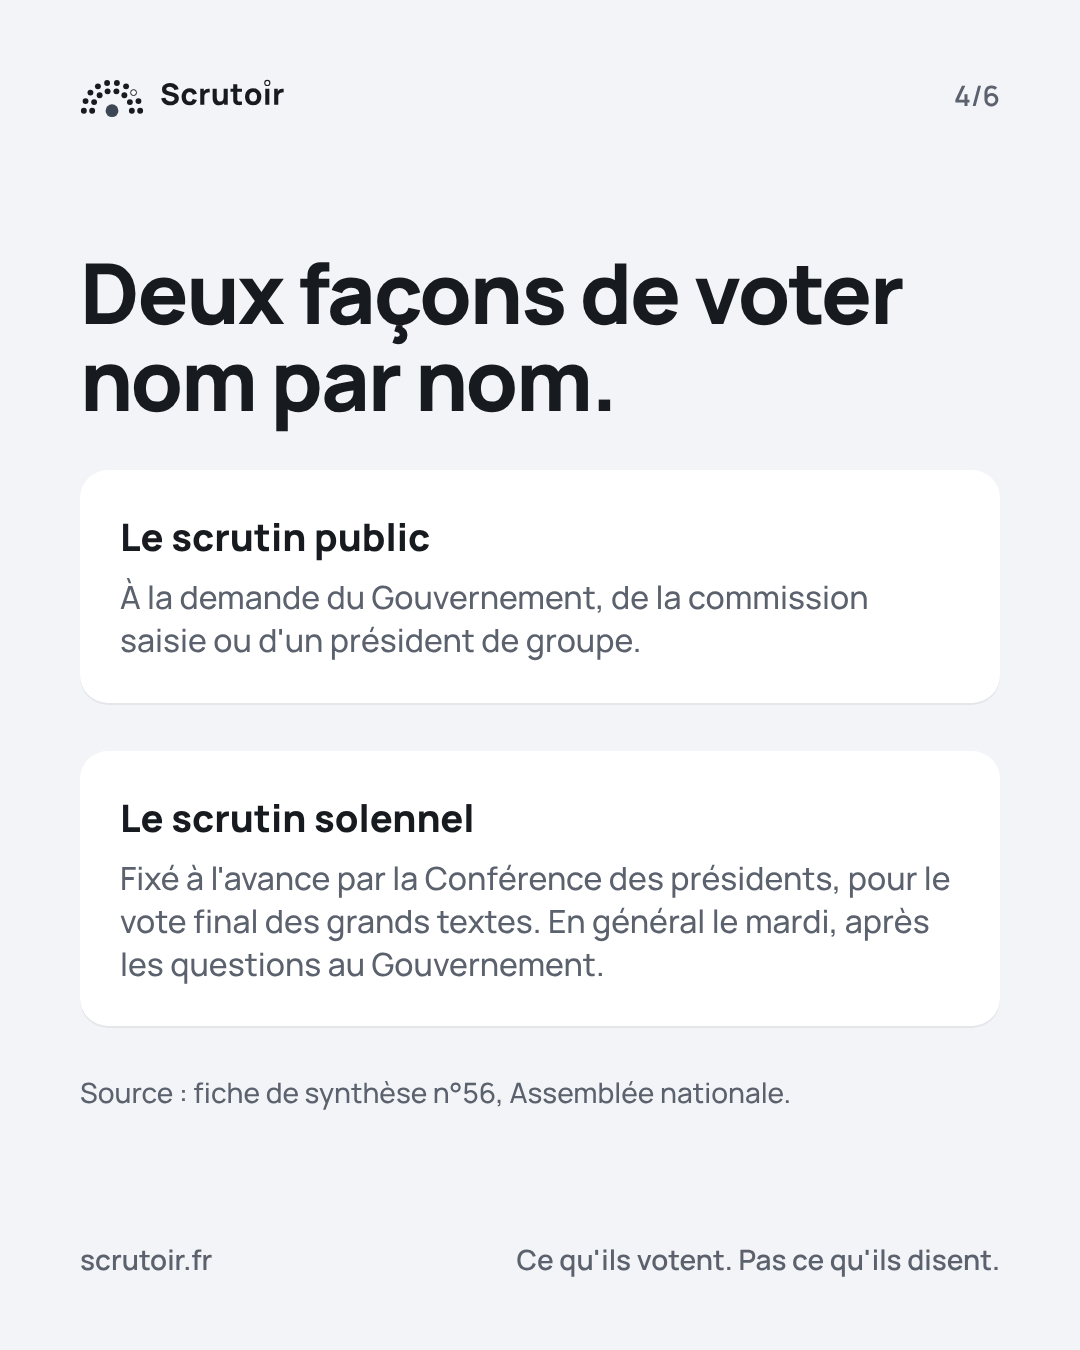 Scrutoir
4/6
Deux façons de voter
nom par nom.
Le scrutin public
À la demande du Gouvernement, de la commission
saisie ou d'un président de groupe.
Le scrutin solennel
Fixé à l'avance par la Conférence des présidents, pour le
vote final des grands textes. En général le mardi, après
les questions au Gouvernement.
Source : fiche de synthèse n°56, Assemblée nationale.
scrutoir.fr
Ce qu'ils votent. Pas ce qu'ils disent.